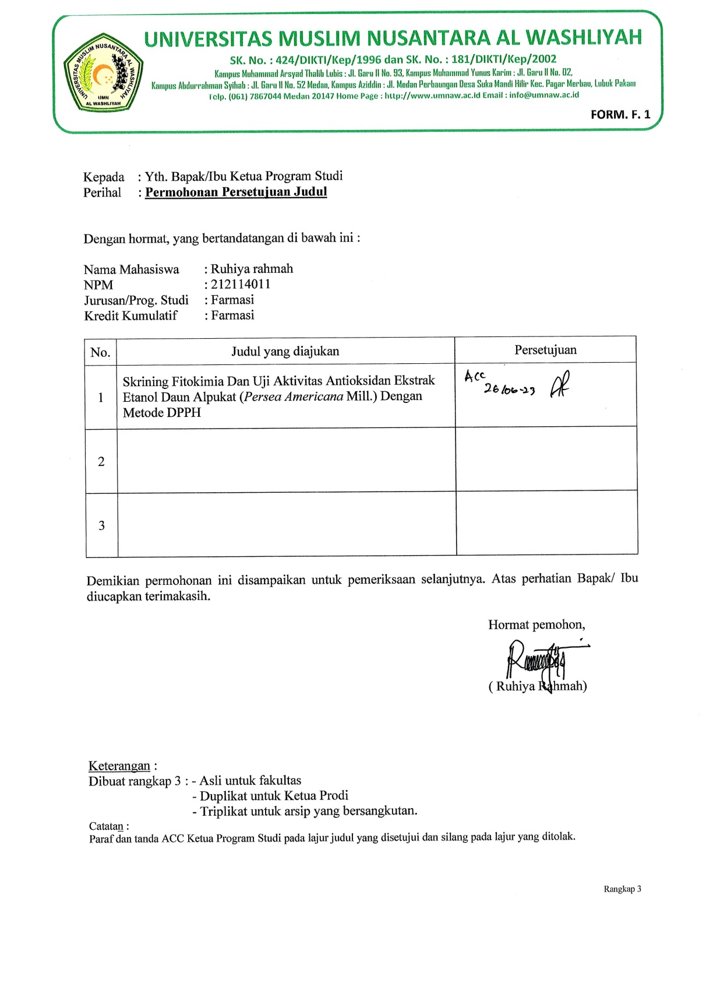 UNIVERSITAS MUSLIM NUSANTARA AL WASHLIYAH
SK. No. : 424/DIKTI/Kep/1996 dan SK. No. : 181/DIKTI/Kep/2002
Kampus Muhammad Arsyad Thalib Lubis : Jl. Garu II No. 93, Kampus Muhammad Yunus Karim : Jl. Garu II No. 02,
Kampus Abdurrahman Syihab : Jl. Garu II No. 52 Medan, Kampus Aziddin : Jl. Medan Perbaungan Desa Suka Mandi Hilir Kec. Pagar Merbau, Lubuk Pakam
Telp. (061) 7867044 Medan 20147 Home Page : http://www.umnaw.ac.id Email : info@umnaw.ac.id
UNIVERSITAS MUSLIM NUSANTARA AL WASHLIYAH
UMN
AL WASHLIYAH
FORM. F. 1
Kepada : Yth. Bapak/Ibu Ketua Program Studi
Perihal : Permohonan Persetujuan Judul
Dengan hormat, yang bertandatangan di bawah ini :
Nama Mahasiswa : Ruhiya rahmah
NPM : 212114011
Jurusan/Prog. Studi : Farmasi
Kredit Kumulatif : Farmasi
No. Judul yang diajukan Persetujuan
1 Skrining Fitokimia Dan Uji Aktivitas Antioksidan Ekstrak
Etanol Daun Alpukat (Persea Americana Mill.) Dengan
Metode DPPH
ACC
26/06-23
2
3
Demikian permohonan ini disampaikan untuk pemeriksaan selanjutnya. Atas perhatian Bapak/ Ibu
diucapkan terimakasih.
Hormat pemohon,
( Ruhiya Rahmah)
Keterangan :
Dibuat rangkap 3 : - Asli untuk fakultas
- Duplikat untuk Ketua Prodi
- Triplikat untuk arsip yang bersangkutan.
Catatan :
Paraf dan tanda ACC Ketua Program Studi pada lajur judul yang disetujui dan silang pada lajur yang ditolak.
Rangkap 3